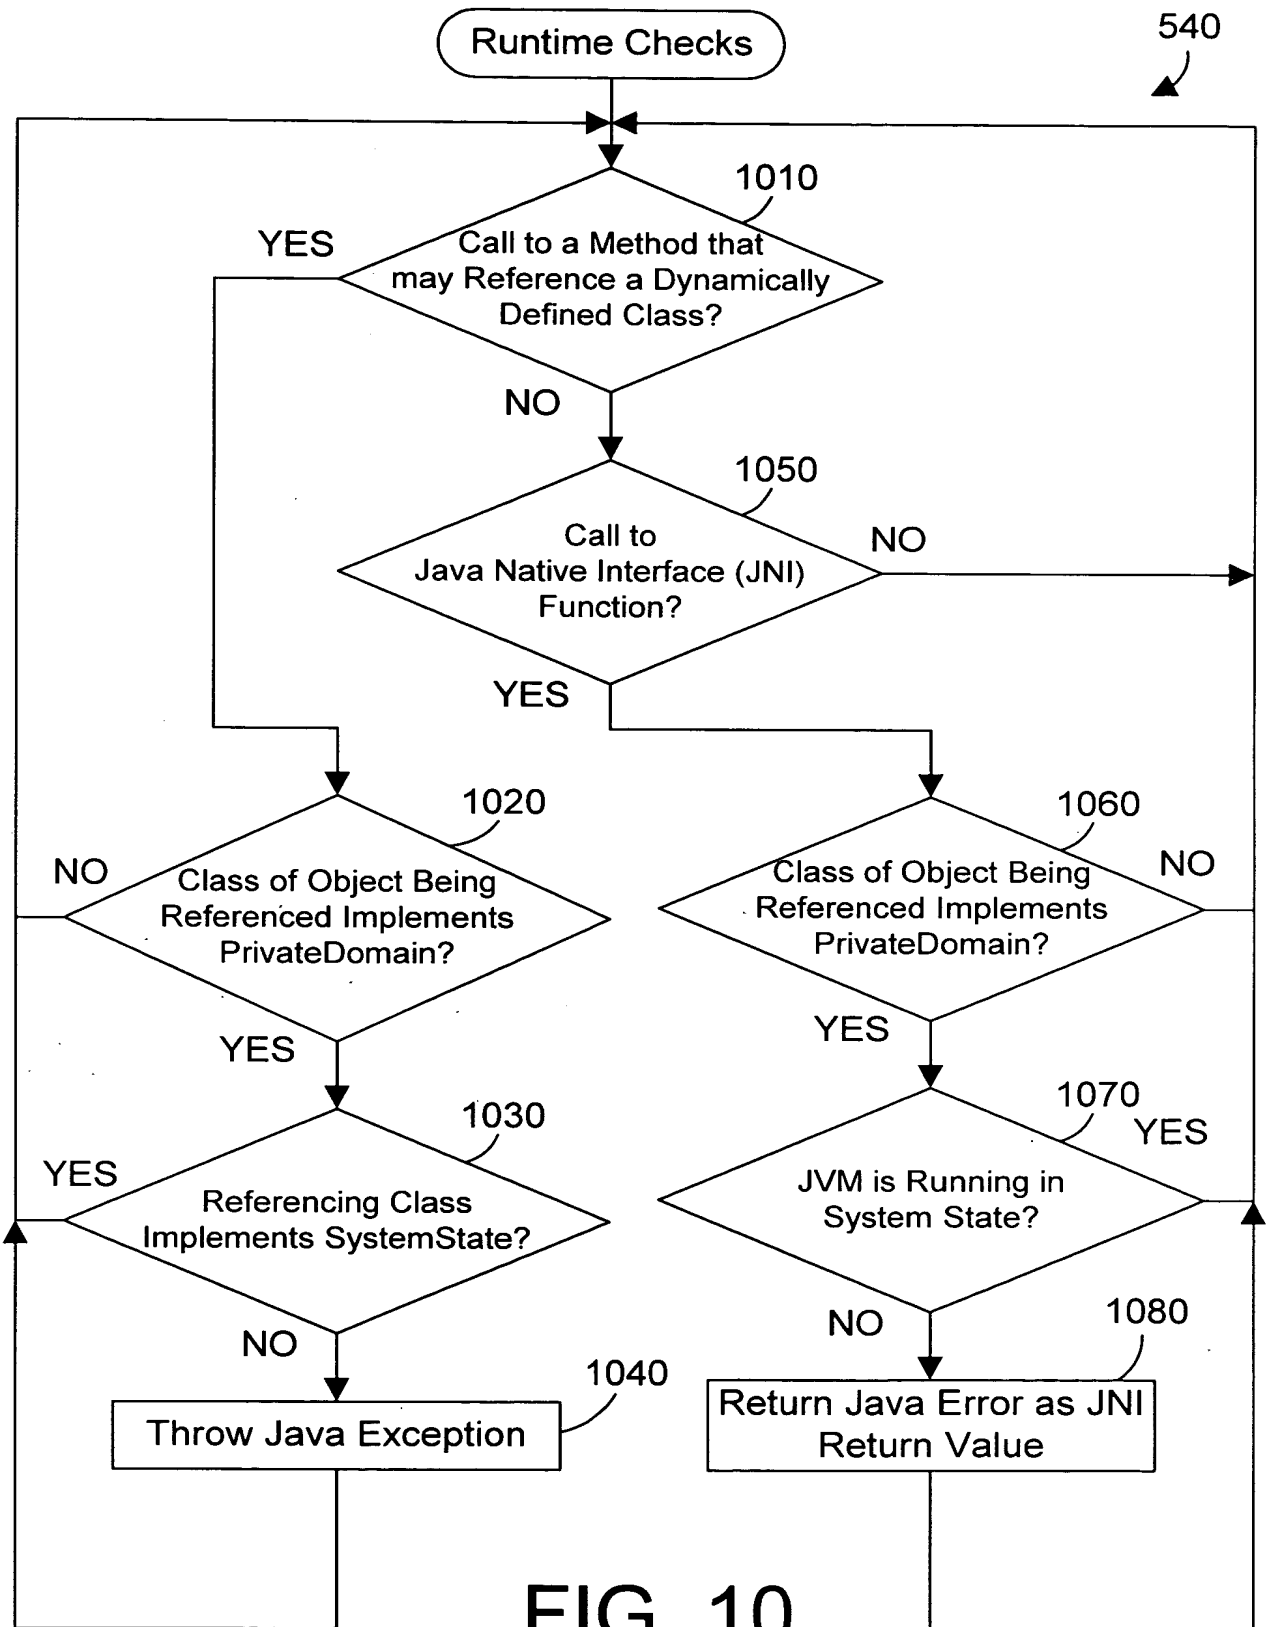 Runtime Checks
540
1010
YES
Call to a Method that
may Reference a Dynamically
Defined Class?
NO
1050
Call to
Java Native Interface (JNI)
Function?
NO
YES
1020
NO
Class of Object Being
Referenced Implements
PrivateDomain?
YES
1060
Class of Object Being
Referenced Implements
PrivateDomain?
NO
YES
1030
YES
Referencing Class
Implements SystemState?
NO
1070
YES
JVM is Running in
System State?
NO
1040
Throw Java Exception
1080
Return Java Error as JNI
Return Value
FIG. 10